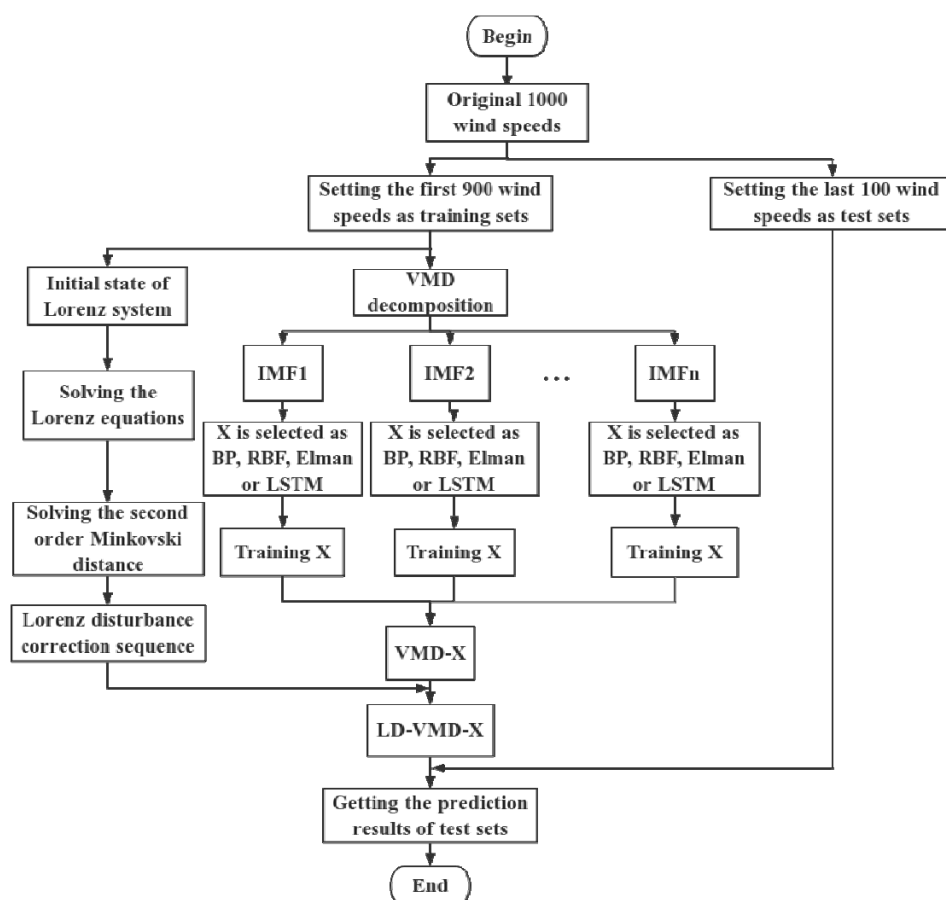 Begin
Original 1000
wind speeds
Setting the first 900 wind
speeds as training sets
Setting the last 100 wind
speeds as test sets
Initial state of
Lorenz system
VMD
decomposition
IMF1
IMF2
...
IMFn
Solving the
Lorenz equations
X is selected as
BP, RBF, Elman
or LSTM
X is selected as
BP, RBF, Elman
or LSTM
X is selected as
BP, RBF, Elman
or LSTM
Solving the second
order Minkovski
distance
Training X
Training X
Training X
Lorenz disturbance
correction sequence
VMD-X
LD-VMD-X
Getting the prediction
results of test sets
End